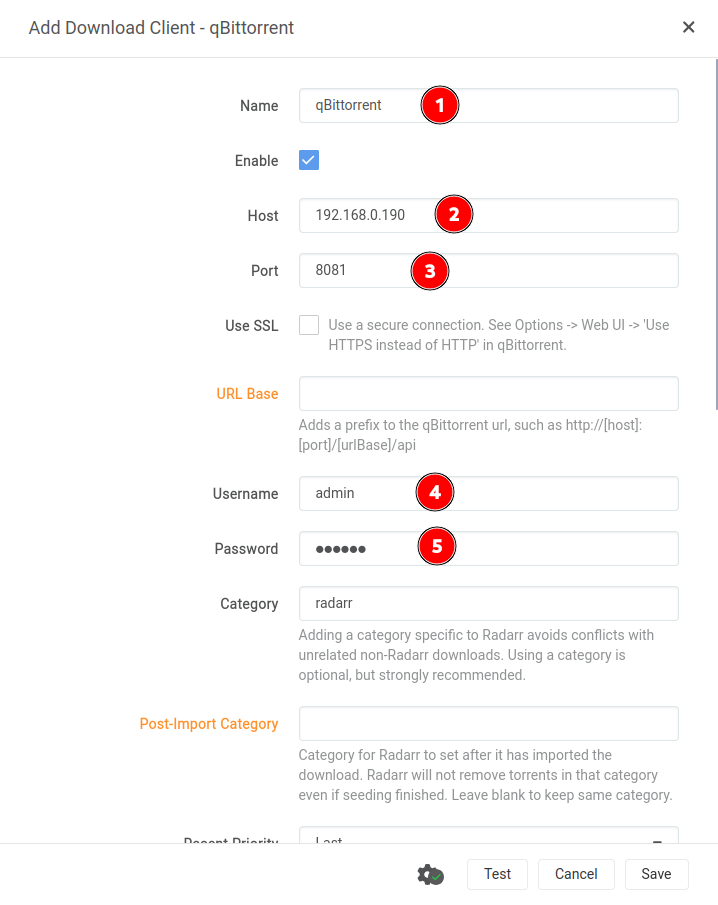 Add Download Client - qBittorrent
Name
qBittorrent
1
Enable
Host
192.168.0.190
2
Port
8081
3
Use SSL
Use a secure connection. See Options -> Web UI -> 'Use
HTTPS instead of HTTP' in qBittorrent.
URL Base
Adds a prefix to the qBittorrent url, such as http://[host]:
[port]/[urlBase]/api
Username
admin
4
Password
●●●●●●
5
Category
radarr
Adding a category specific to Radarr avoids conflicts with
unrelated non-Radarr downloads. Using a category is
optional, but strongly recommended.
Post-Import Category
Category for Radarr to set after it has imported the
download. Radarr will not remove torrents in that category
even if seeding finished. Leave blank to keep same category.
Recent Priority
Last
Test
Cancel
Save